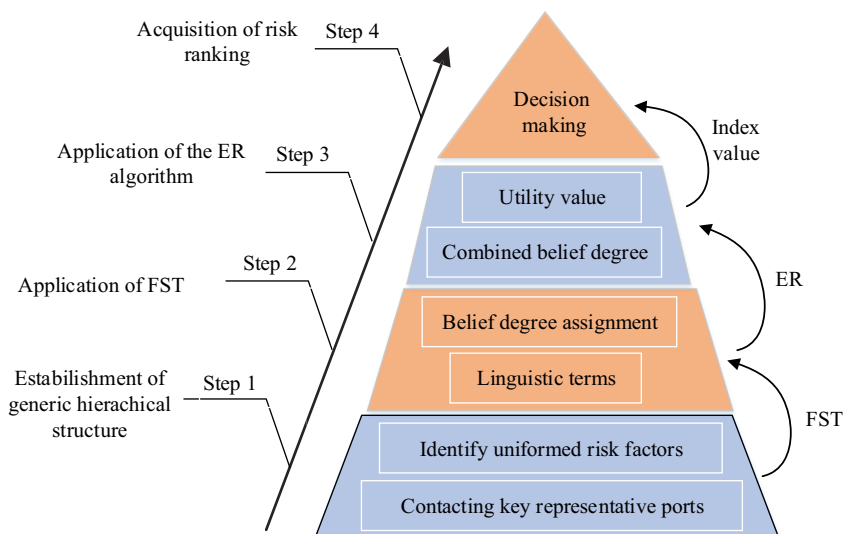 Acquisition of risk
ranking
Step 4
Decision
making
Index
value
Application of the ER
algorithm
Step 3
Utility value
Combined belief degree
ER
Application of FST
Step 2
Belief degree assignment
Linguistic terms
FST
Estabilishment of
generic hierachical
structure
Step 1
Identify uniformed risk factors
Contacting key representative ports